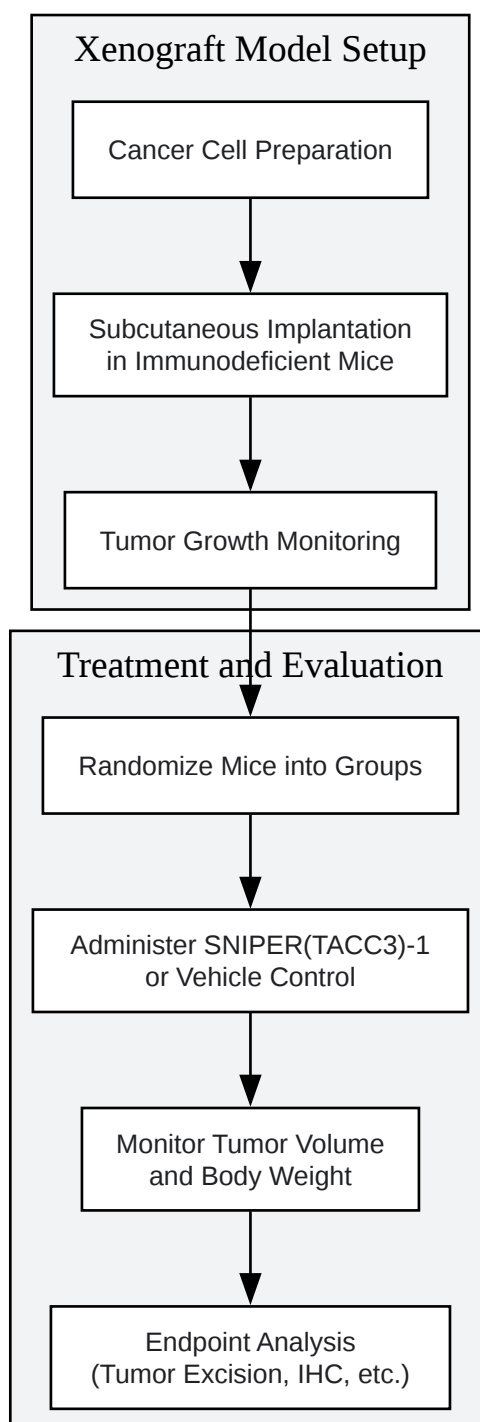 Xenograft Model Setup
Cancer Cell Preparation
Subcutaneous Implantation
in Immunodeficient Mice
Tumor Growth Monitoring
Treatment and Evaluation
Randomize Mice into Groups
Administer SNIPER(TACC3)-1
or Vehicle Control
Monitor Tumor Volume
and Body Weight
Endpoint Analysis
(Tumor Excision, IHC, etc.)